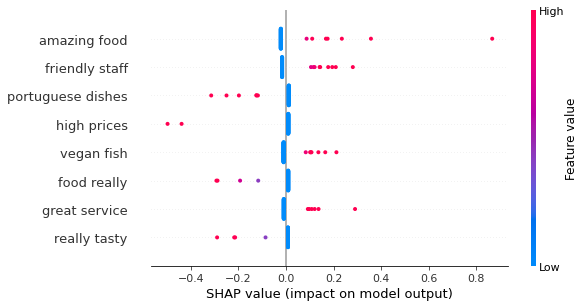 High
amazing food
friendly staff
portuguese dishes
high prices
vegan fish
food really
great service
really tasty
Feature value
Low
−0.4 −0.2 0.0 0.2 0.4 0.6 0.8
SHAP value (impact on model output)